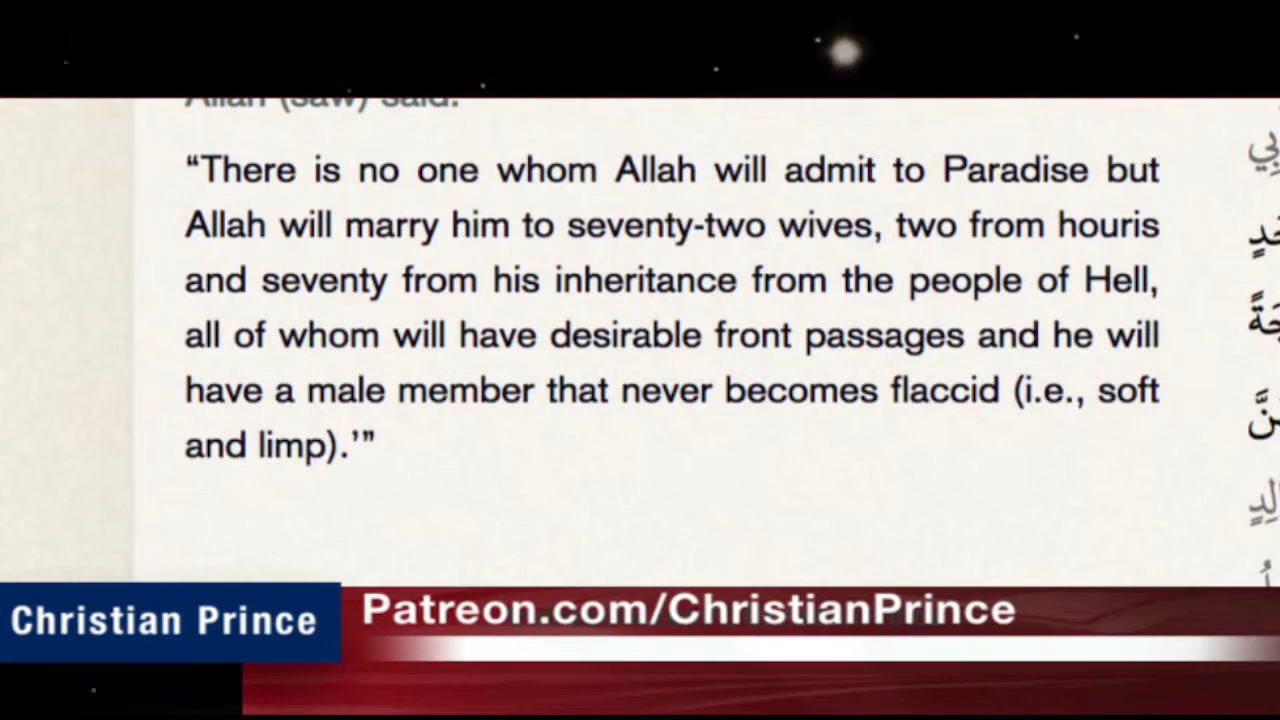 Allah (saw) said:
“There is no one whom Allah will admit to Paradise but
Allah will marry him to seventy-two wives, two from houris
and seventy from his inheritance from the people of Hell,
all of whom will have desirable front passages and he will
have a male member that never becomes flaccid (i.e., soft
and limp).’”
Christian Prince
Patreon.com/ChristianPrince